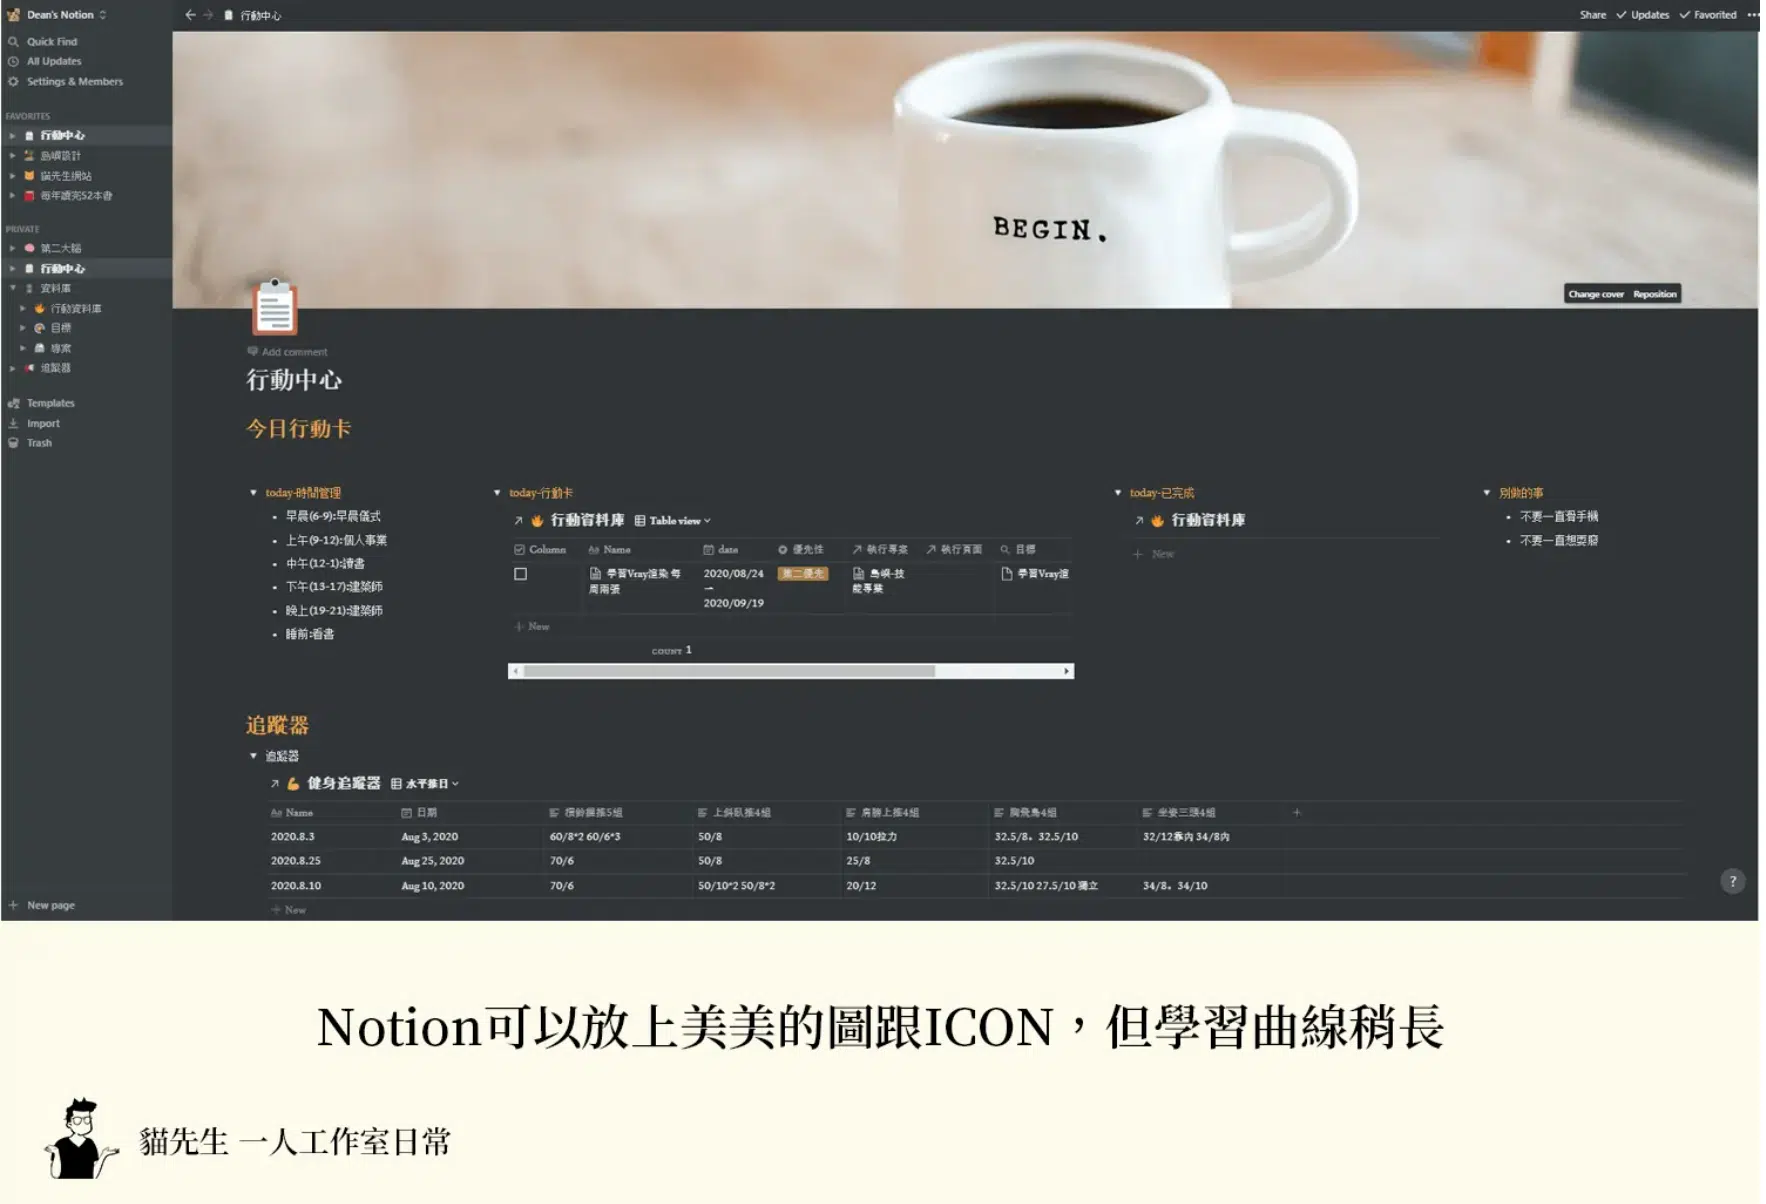 Dean's Notion
Quick Find
All Updates
Settings & Members
FAVORITES
行動中心
島嶼設計
貓先生網站
每年讀完52本書
PRIVATE
第二大腦
行動中心
資料庫
行動資料庫
目標
專案
追蹤器
Templates
Import
Trash
New page
行動中心
Share Updates Favorited
BEGIN.
Change cover Reposition
Add comment
行動中心
今日行動卡
today-時間管理
早晨(6-9):早晨儀式
上午(9-12):個人事業
中午(12-1):讀書
下午(13-17):建築師
晚上(19-21):建築師
睡前:看書
today-行動卡
行動資料庫 Table view
Column Name date 優先性 執行專案 執行頁面 目標
學習Vray渲染 每周兩張 2020/08/24 → 2020/09/19 第二優先 島嶼-技能專業 學習Vray渲
New
COUNT 1
today-已完成
行動資料庫
New
別做的事
不要一直滑手機
不要一直想耍廢
追蹤器
追蹤器
健身追蹤器 水平推日
Name 日期 槓鈴握推5組 上斜臥推4組 肩膀上推4組 胸飛鳥4組 坐姿三頭4組
2020.8.3 Aug 3, 2020 60/8*2 60/6*3 50/8 10/10拉力 32.5/8。32.5/10 32/12靠內 34/8內
2020.8.25 Aug 25, 2020 70/6 50/8 25/8 32.5/10
2020.8.10 Aug 10, 2020 70/6 50/10*2 50/8*2 20/12 32.5/10 27.5/10 獨立 34/8。34/10
New
?
Notion可以放上美美的圖跟ICON，但學習曲線稍長
貓先生 一人工作室日常